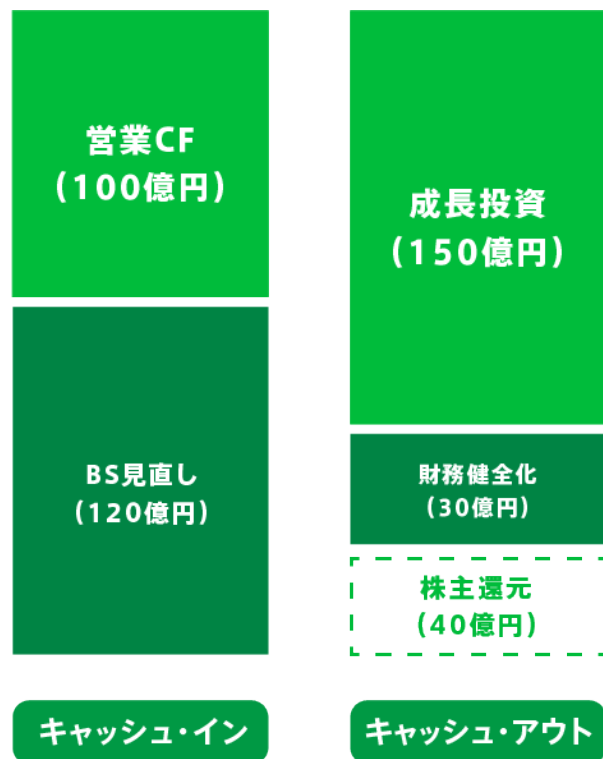 営業CF
(100億円)
BS見直し
(120億円)
キャッシュ・イン
成長投資
(150億円)
財務健全化
(30億円)
株主還元
(40億円)
キャッシュ・アウト